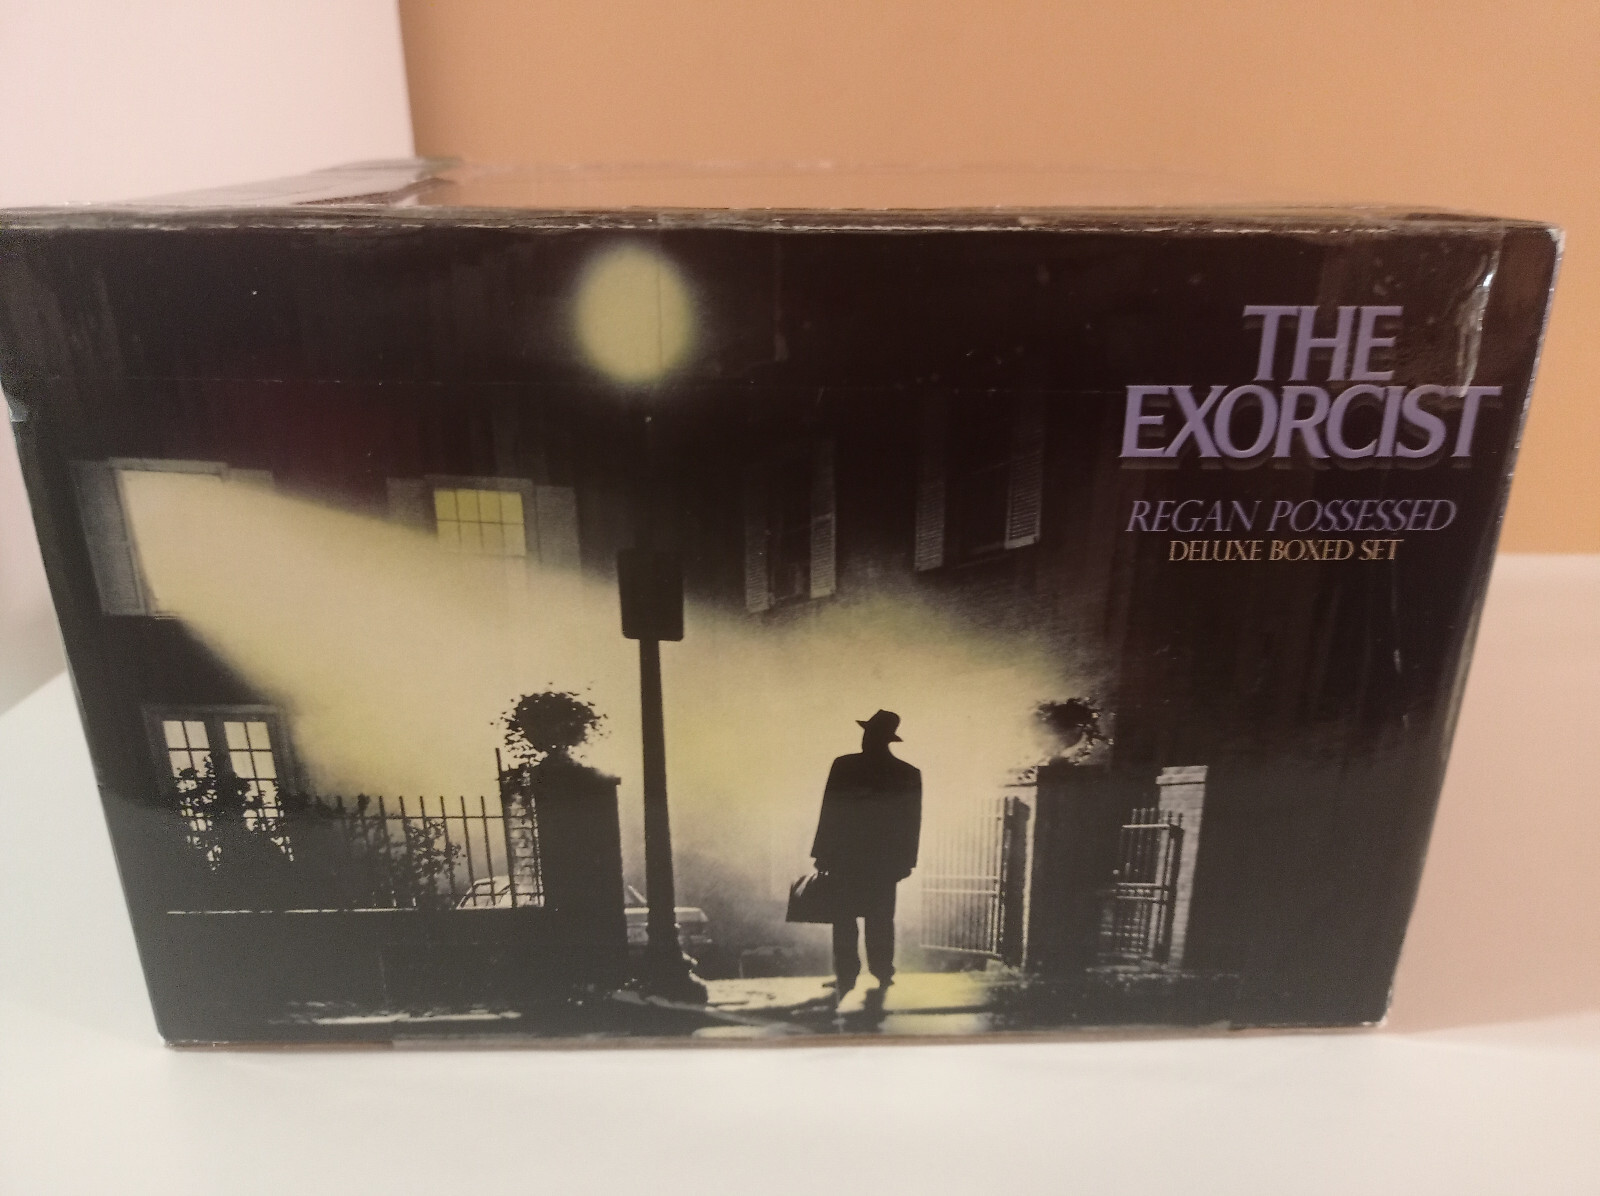 THE
EXORCIST
REGAN POSSESSED
DELUXE BOXED SET